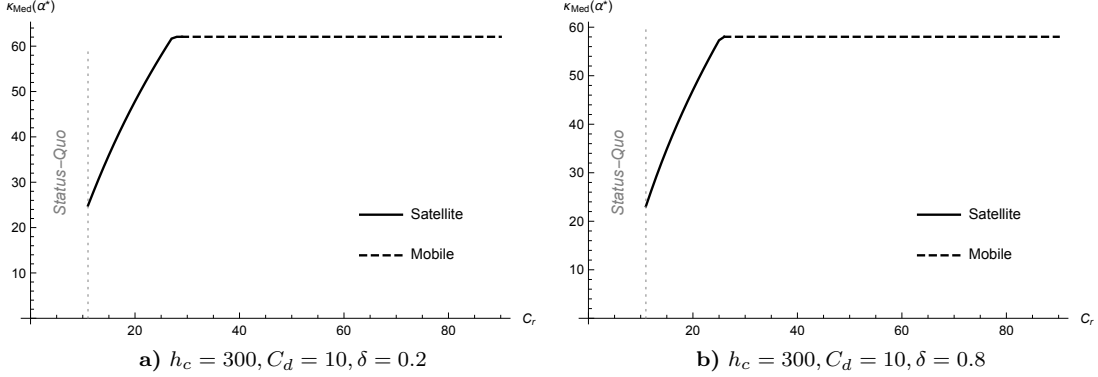 κMed(α*)
60
50
40
30
20
10
Status-Quo
Satellite
Mobile
20
40
60
80
Cr
a) hc = 300, Cd = 10, δ = 0.2
κMed(α*)
60
50
40
30
20
10
Status-Quo
Satellite
Mobile
20
40
60
80
Cr
b) hc = 300, Cd = 10, δ = 0.8